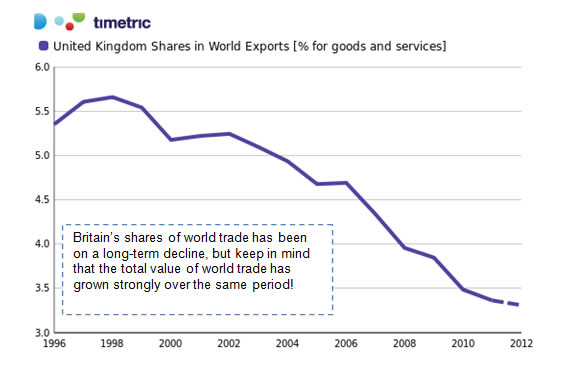 timetric
United Kingdom Shares in World Exports [% for goods and services]
6.0
5.5
5.0
4.5
4.0
3.5
3.0
Britain's shares of world trade has been
on a long-term decline, but keep in mind
that the total value of world trade has
grown strongly over the same period!
1996 1998 2000 2002 2004 2006 2008 2010 2012